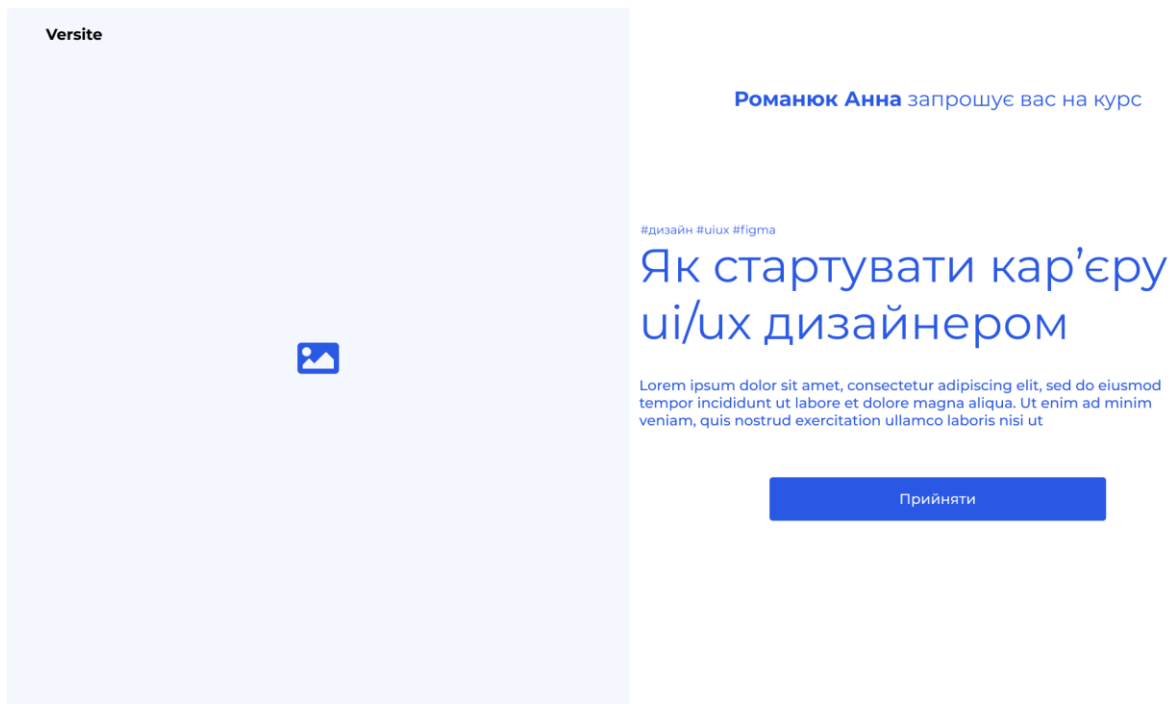 Versite
Романюк Анна запрошує вас на курс
#дизайн #uiux #figma
Як стартувати кар’єру
ui/ux дизайнером
Lorem ipsum dolor sit amet, consectetur adipiscing elit, sed do eiusmod
tempor incididunt ut labore et dolore magna aliqua. Ut enim ad minim
veniam, quis nostrud exercitation ullamco laboris nisi ut
Прийняти